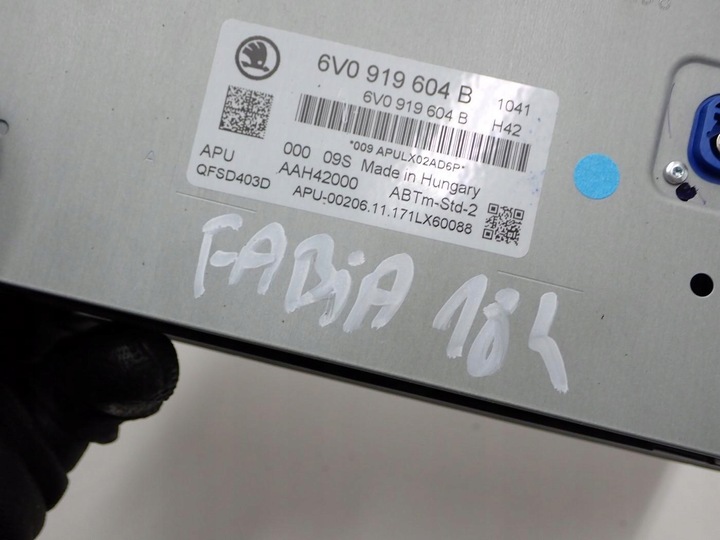 6V0 919 604 B 1041
6V0 919 604 B H42
*009 APULX02AD6P*
APU 000 09S Made in Hungary
QFSD403D AAH42000 ABTm-Std-2
APU-00206.11.171LX60088
FABiA